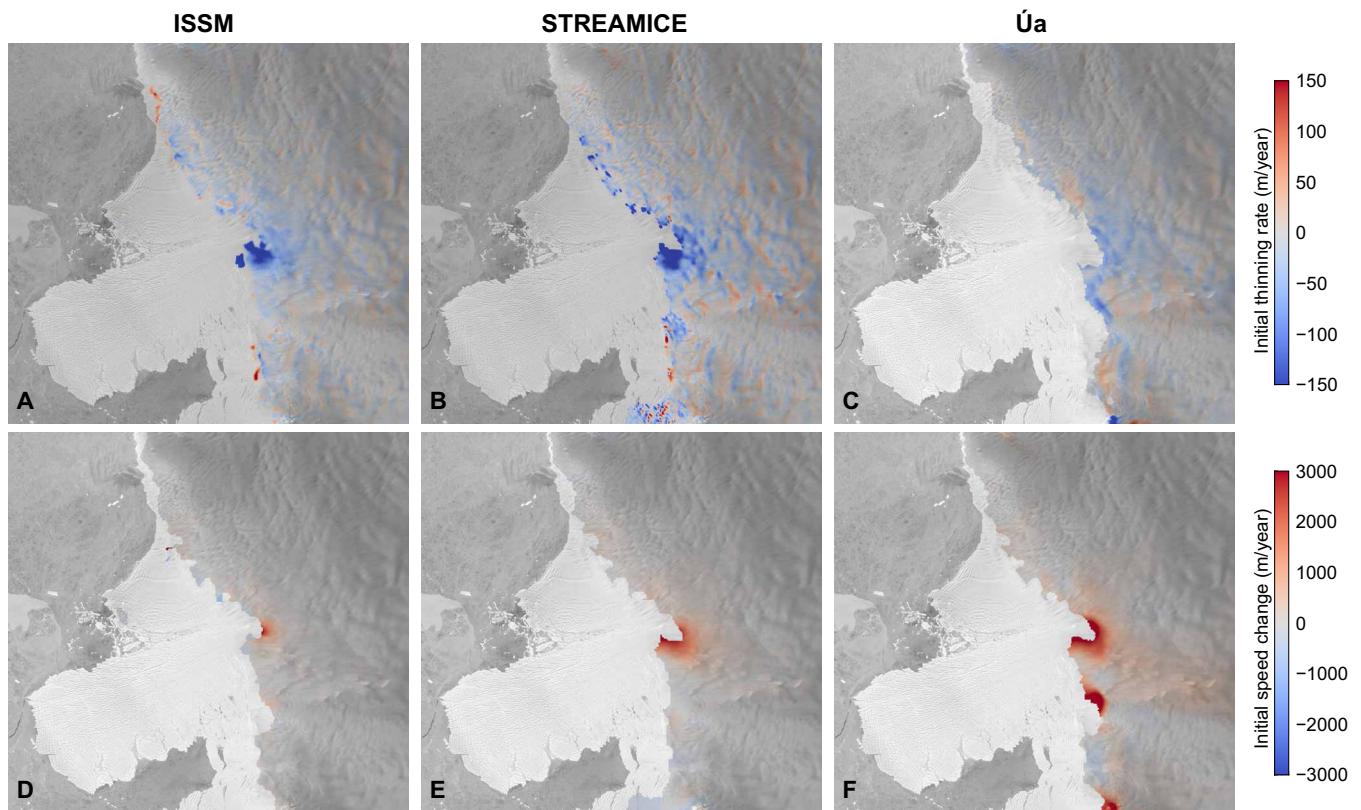 ISSM STREAMICE Úa
A B C
150
100
50
0
−50
−100
−150
Initial thinning rate (m/year)
D E F
3000
2000
1000
0
−1000
−2000
−3000
Initial speed change (m/year)